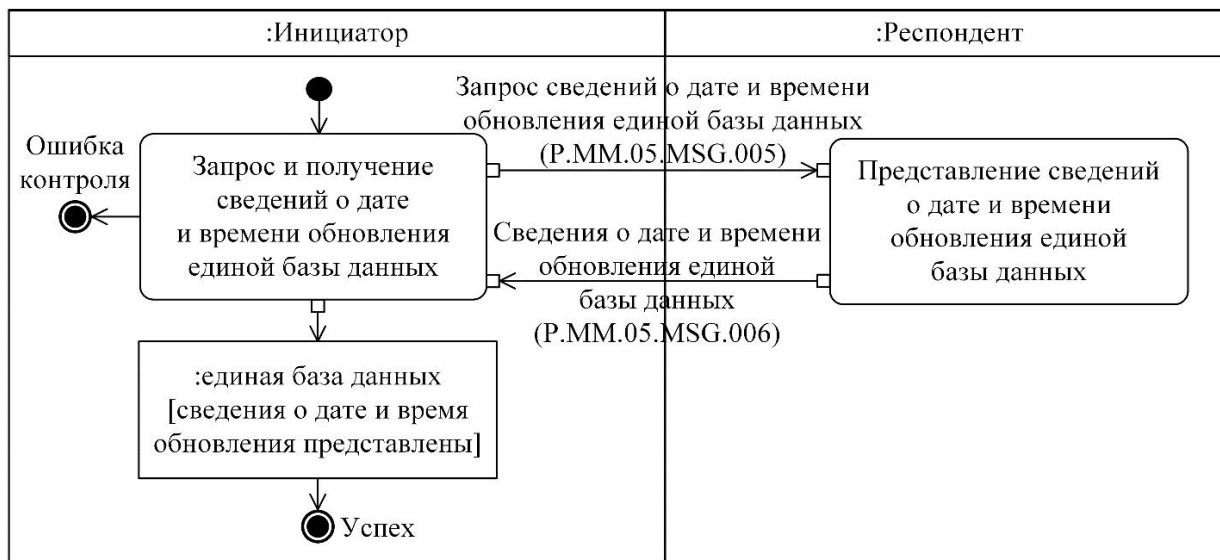 :Инициатор
:Респондент
Запрос сведений о дате и времени
обновления единой базы данных
(P.MM.05.MSG.005)
Ошибка
контроля
Запрос и получение
сведений о дате
и времени обновления
единой базы данных
Представление сведений
о дате и времени
обновления единой
базы данных
Сведения о дате и времени
обновления единой
базы данных
(P.MM.05.MSG.006)
:единая база данных
[сведения о дате и время
обновления представлены]
Успех